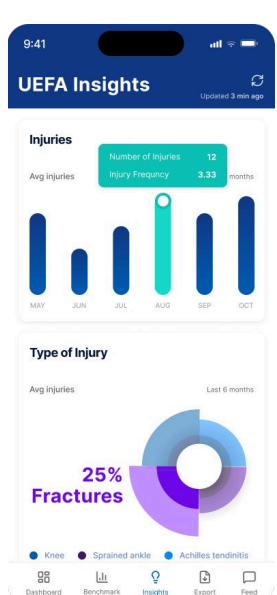 9:41
UEFA Insights
Updated 3 min ago
Injuries
Number of Injuries 12
Injury Frequncy 3.33
Avg injuries months
MAY JUN JUL AUG SEP OCT
Type of Injury
Avg injuries Last 6 months
25%
Fractures
Knee Sprained ankle Achilles tendinitis
Dashboard Benchmark Insights Export Feed